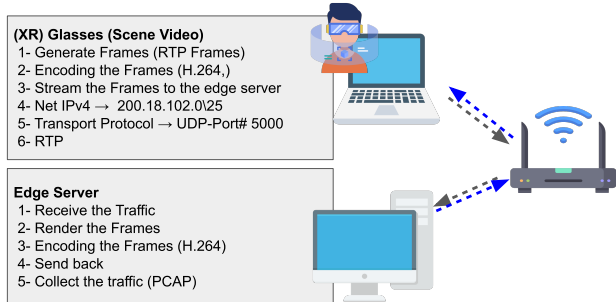 (XR) Glasses (Scene Video)
1- Generate Frames (RTP Frames)
2- Encoding the Frames (H.264,)
3- Stream the Frames to the edge server
4- Net IPv4 → 200.18.102.0\25
5- Transport Protocol → UDP-Port# 5000
6- RTP
Edge Server
1- Receive the Traffic
2- Render the Frames
3- Encoding the Frames (H.264)
4- Send back
5- Collect the traffic (PCAP)